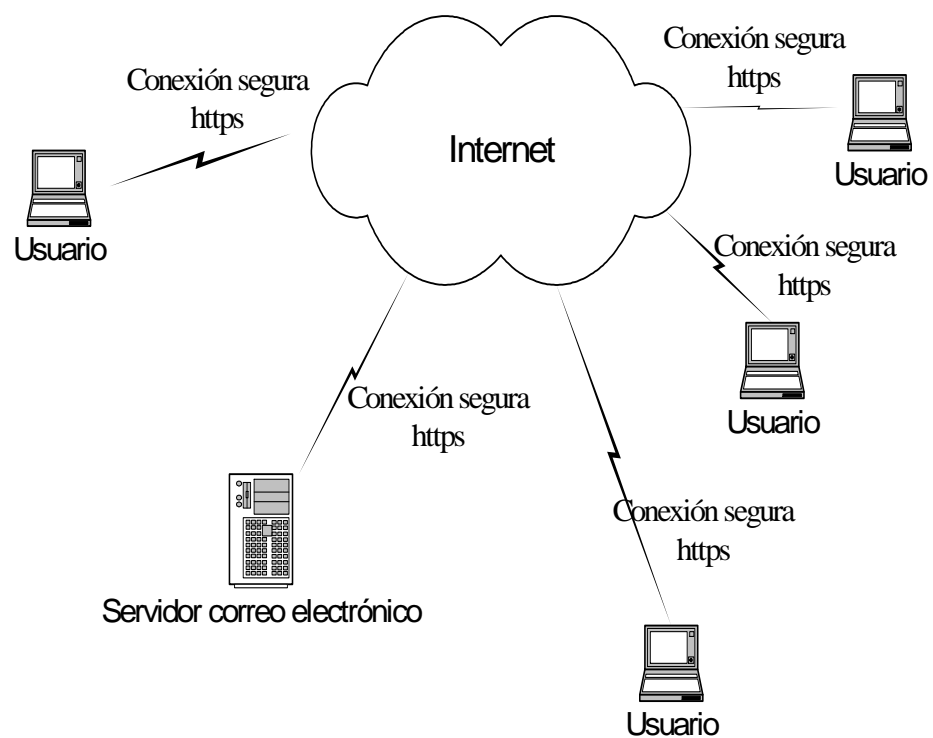 Conexión segura
https
Conexión segura
https
Internet
Usuario
Usuario
Conexión segura
https
Usuario
Conexión segura
https
Servidor correo electrónico
Conexión segura
https
Usuario